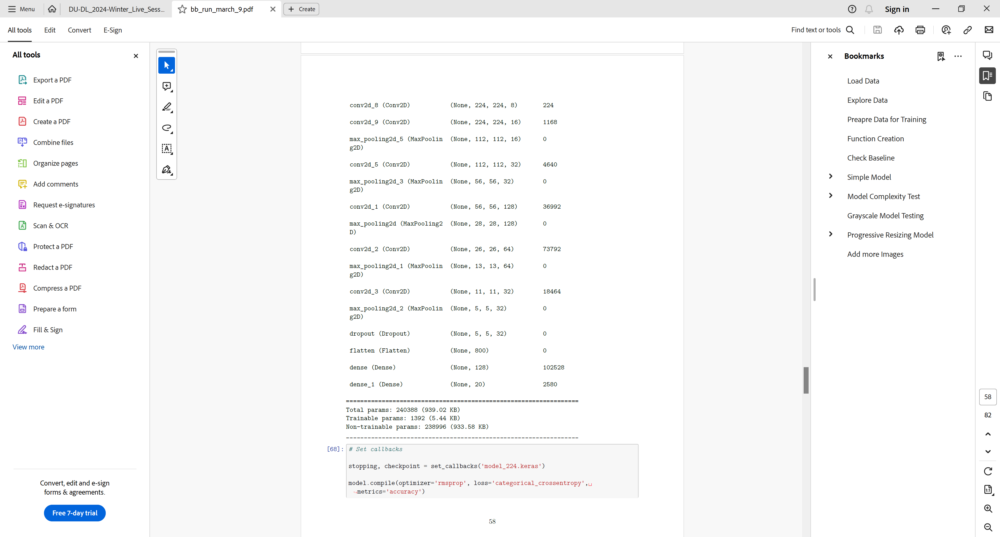 Menu
DU-DL_2024-Winter_Live_Sess...
bb_run_march_9.pdf
Create
Sign in
All tools
Edit
Convert
E-Sign
Find text or tools
All tools
Export a PDF
Edit a PDF
Create a PDF
Combine files
Organize pages
Add comments
Request e-signatures
Scan & OCR
Protect a PDF
Redact a PDF
Compress a PDF
Prepare a form
Fill & Sign
View more
Convert, edit and e-sign
forms & agreements.
Free 7-day trial
conv2d_8 (Conv2D) (None, 224, 224, 8) 224
conv2d_9 (Conv2D) (None, 224, 224, 16) 1168
max_pooling2d_5 (MaxPoolin (None, 112, 112, 16) 0
g2D)
conv2d_5 (Conv2D) (None, 112, 112, 32) 4640
max_pooling2d_3 (MaxPoolin (None, 56, 56, 32) 0
g2D)
conv2d_1 (Conv2D) (None, 56, 56, 128) 36992
max_pooling2d (MaxPooling2 (None, 28, 28, 128) 0
D)
conv2d_2 (Conv2D) (None, 26, 26, 64) 73792
max_pooling2d_1 (MaxPoolin (None, 13, 13, 64) 0
g2D)
conv2d_3 (Conv2D) (None, 11, 11, 32) 18464
max_pooling2d_2 (MaxPoolin (None, 5, 5, 32) 0
g2D)
dropout (Dropout) (None, 5, 5, 32) 0
flatten (Flatten) (None, 800) 0
dense (Dense) (None, 128) 102528
dense_1 (Dense) (None, 20) 2580
=================================================================
Total params: 240388 (939.02 KB)
Trainable params: 1392 (5.44 KB)
Non-trainable params: 238996 (933.58 KB)
_________________________________________________________________
[68]: # Set callbacks
stopping, checkpoint = set_callbacks('model_224.keras')
model.compile(optimizer='rmsprop', loss='categorical_crossentropy',␣
↪metrics='accuracy')
58
Bookmarks
Load Data
Explore Data
Preapre Data for Training
Function Creation
Check Baseline
Simple Model
Model Complexity Test
Grayscale Model Testing
Progressive Resizing Model
Add more Images
58
82
1:1